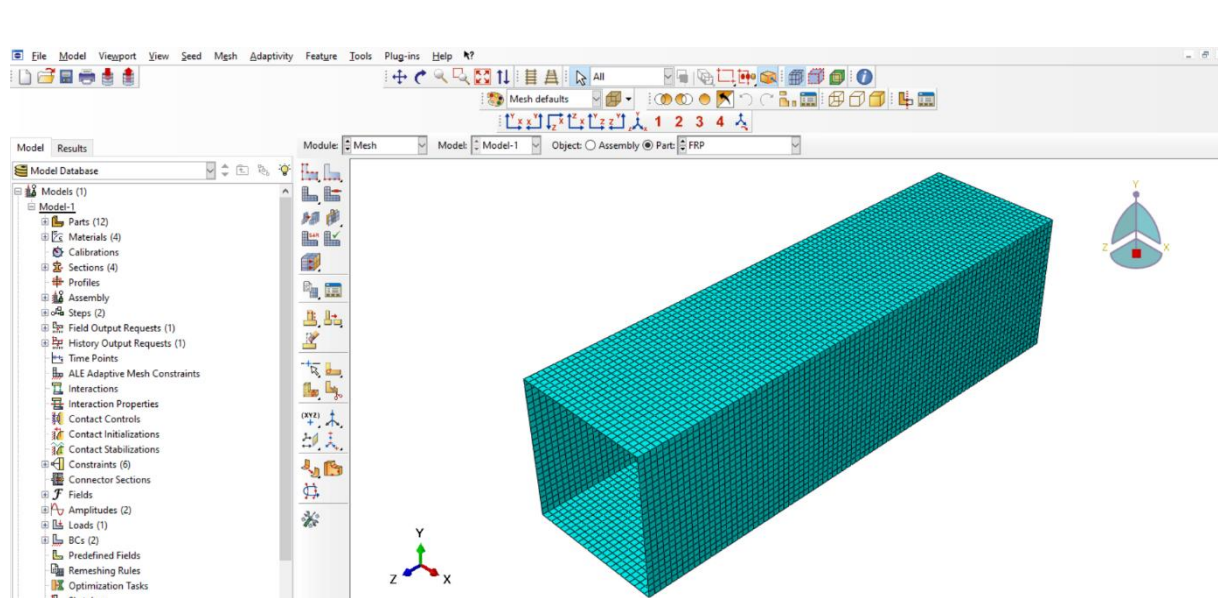 File Model Viewport View Seed Mesh Adaptivity Feature Tools Plug-ins Help
All
Mesh defaults
1 2 3 4
Model Results
Module: Mesh Model: Model-1 Object: Assembly Part: FRP
Model Database
Models (1)
Model-1
Parts (12)
Materials (4)
Calibrations
Sections (4)
Profiles
Assembly
Steps (2)
Field Output Requests (1)
History Output Requests (1)
Time Points
ALE Adaptive Mesh Constraints
Interactions
Interaction Properties
Contact Controls
Contact Initializations
Contact Stabilizations
Constraints (6)
Connector Sections
Fields
Amplitudes (2)
Loads (1)
BCs (2)
Predefined Fields
Remeshing Rules
Optimization Tasks
(XYZ)
Y
Z X
Y
Z X